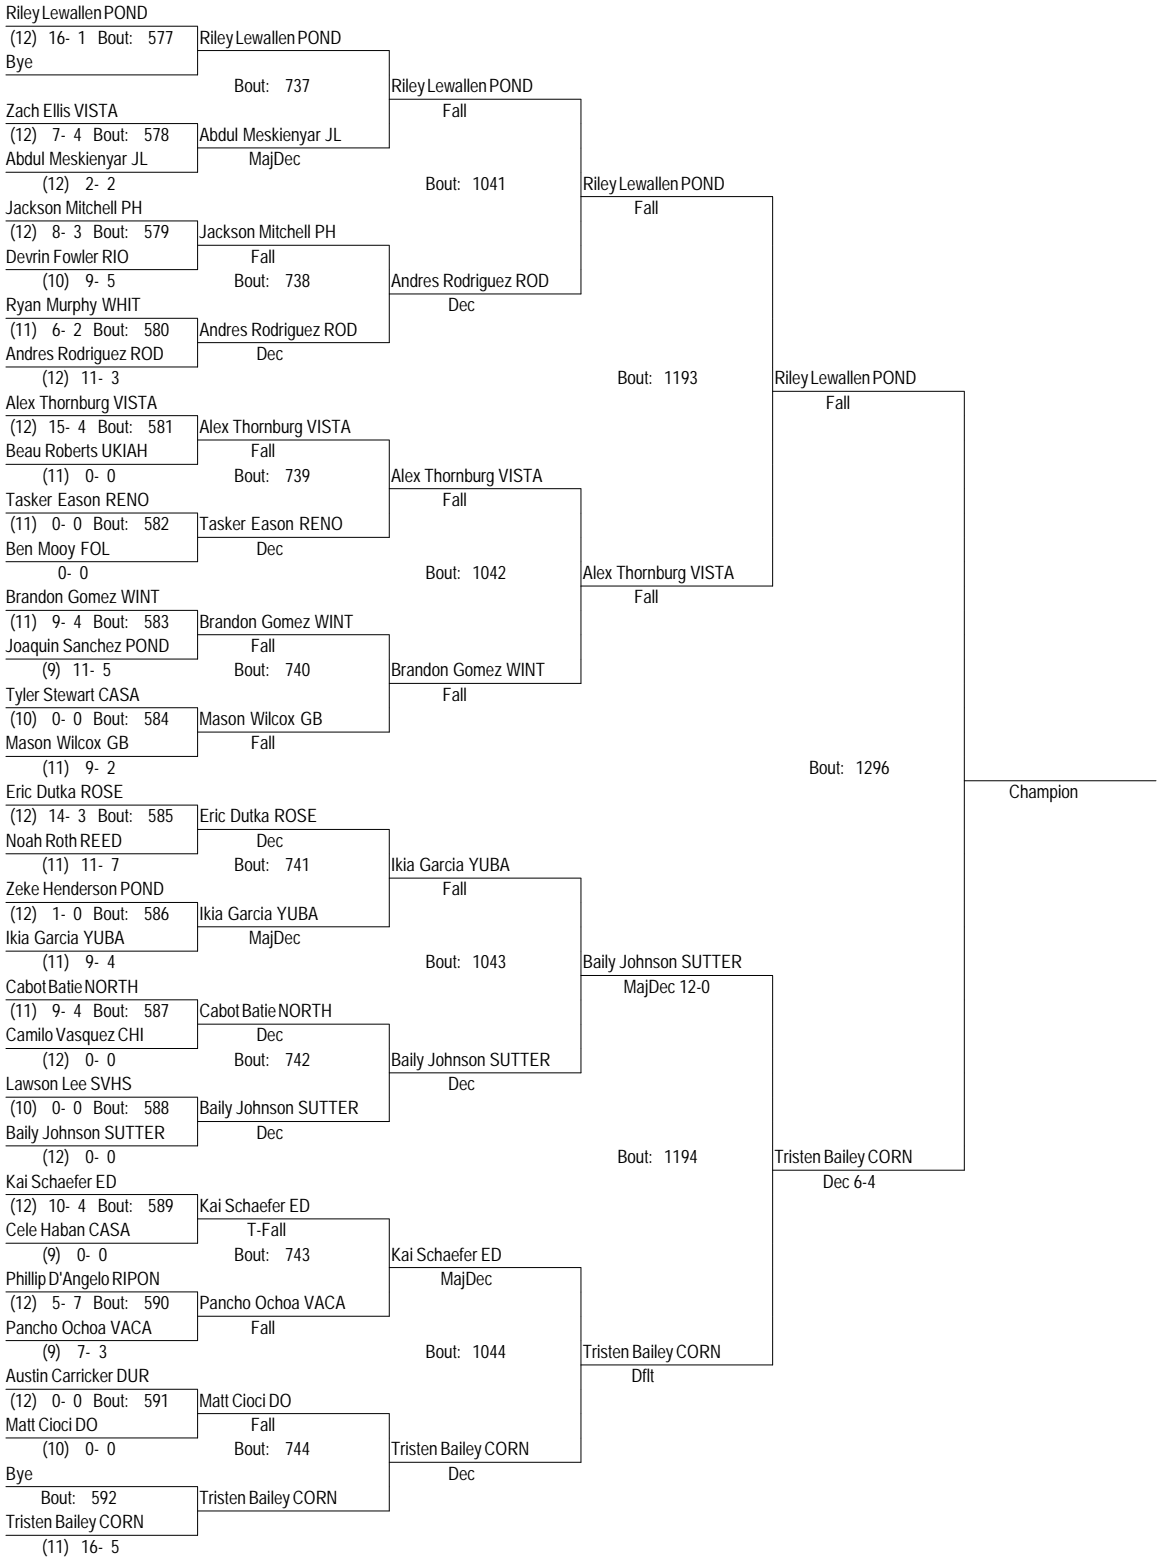 Riley Lewallen POND
(12) 16- 1 Bout: 577 Riley Lewallen POND
Bye
Bout: 737 Riley Lewallen POND
Zach Ellis VISTA Fall
(12) 7- 4 Bout: 578 Abdul Meskienyar JL
Abdul Meskienyar JL MajDec
(12) 2- 2 Bout: 1041 Riley Lewallen POND
Jackson Mitchell PH Fall
(12) 8- 3 Bout: 579 Jackson Mitchell PH
Devrin Fowler RIO Fall
(10) 9- 5 Bout: 738 Andres Rodriguez ROD
Ryan Murphy WHIT Dec
(11) 6- 2 Bout: 580 Andres Rodriguez ROD
Andres Rodriguez ROD Dec
(12) 11- 3 Bout: 1193 Riley Lewallen POND
Alex Thornburg VISTA Fall
(12) 15- 4 Bout: 581 Alex Thornburg VISTA
Beau Roberts UKIAH Fall
(11) 0- 0 Bout: 739 Alex Thornburg VISTA
Tasker Eason RENO Fall
(11) 0- 0 Bout: 582 Tasker Eason RENO
Ben Mooy FOL Dec
0- 0 Bout: 1042 Alex Thornburg VISTA
Brandon Gomez WINT Fall
(11) 9- 4 Bout: 583 Brandon Gomez WINT
Joaquin Sanchez POND Fall
(9) 11- 5 Bout: 740 Brandon Gomez WINT
Tyler Stewart CASA Fall
(10) 0- 0 Bout: 584 Mason Wilcox GB
Mason Wilcox GB Fall
(11) 9- 2 Bout: 1296
Eric Dutka ROSE Champion
(12) 14- 3 Bout: 585 Eric Dutka ROSE
Noah Roth REED Dec
(11) 11- 7 Bout: 741 Ikia Garcia YUBA
Zeke Henderson POND Fall
(12) 1- 0 Bout: 586 Ikia Garcia YUBA
Ikia Garcia YUBA MajDec
(11) 9- 4 Bout: 1043 Baily Johnson SUTTER
Cabot Batie NORTH MajDec 12-0
(11) 9- 4 Bout: 587 Cabot Batie NORTH
Camilo Vasquez CHI Dec
(12) 0- 0 Bout: 742 Baily Johnson SUTTER
Lawson Lee SVHS Dec
(10) 0- 0 Bout: 588 Baily Johnson SUTTER
Baily Johnson SUTTER Dec
(12) 0- 0 Bout: 1194 Tristen Bailey CORN
Kai Schaefer ED Dec 6-4
(12) 10- 4 Bout: 589 Kai Schaefer ED
Cele Haban CASA T-Fall
(9) 0- 0 Bout: 743 Kai Schaefer ED
Phillip D'Angelo RIPON MajDec
(12) 5- 7 Bout: 590 Pancho Ochoa VACA
Pancho Ochoa VACA Fall
(9) 7- 3 Bout: 1044 Tristen Bailey CORN
Austin Carricker DUR Dflt
(12) 0- 0 Bout: 591 Matt Cioci DO
Matt Cioci DO Fall
(10) 0- 0 Bout: 744 Tristen Bailey CORN
Bye Dec
Bout: 592 Tristen Bailey CORN
Tristen Bailey CORN
(11) 16- 5